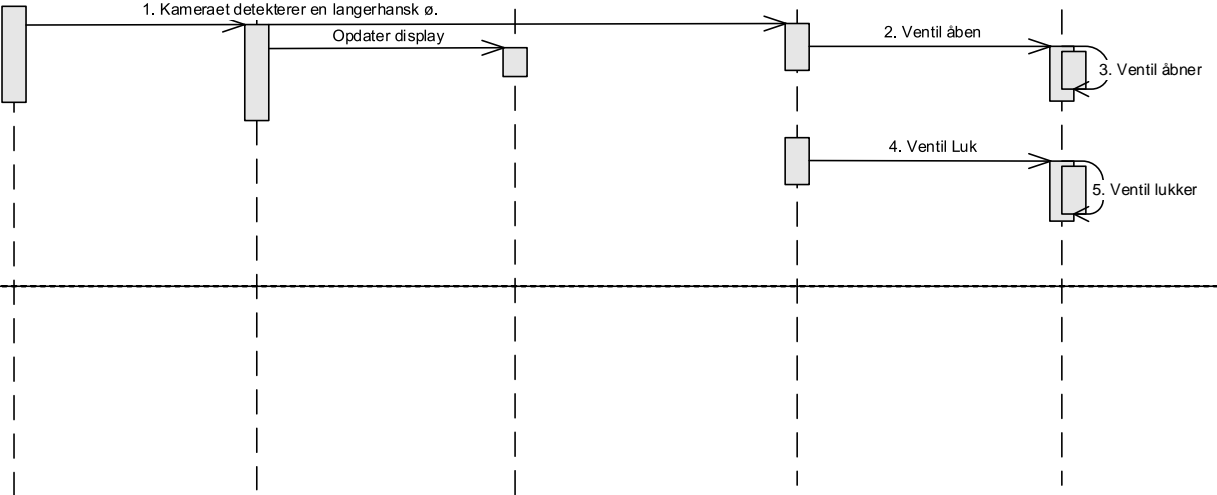 1. Kameraet detekterer en langerhansk ø.
Opdater display
2. Ventil åben
3. Ventil åbner
4. Ventil Luk
5. Ventil lukker